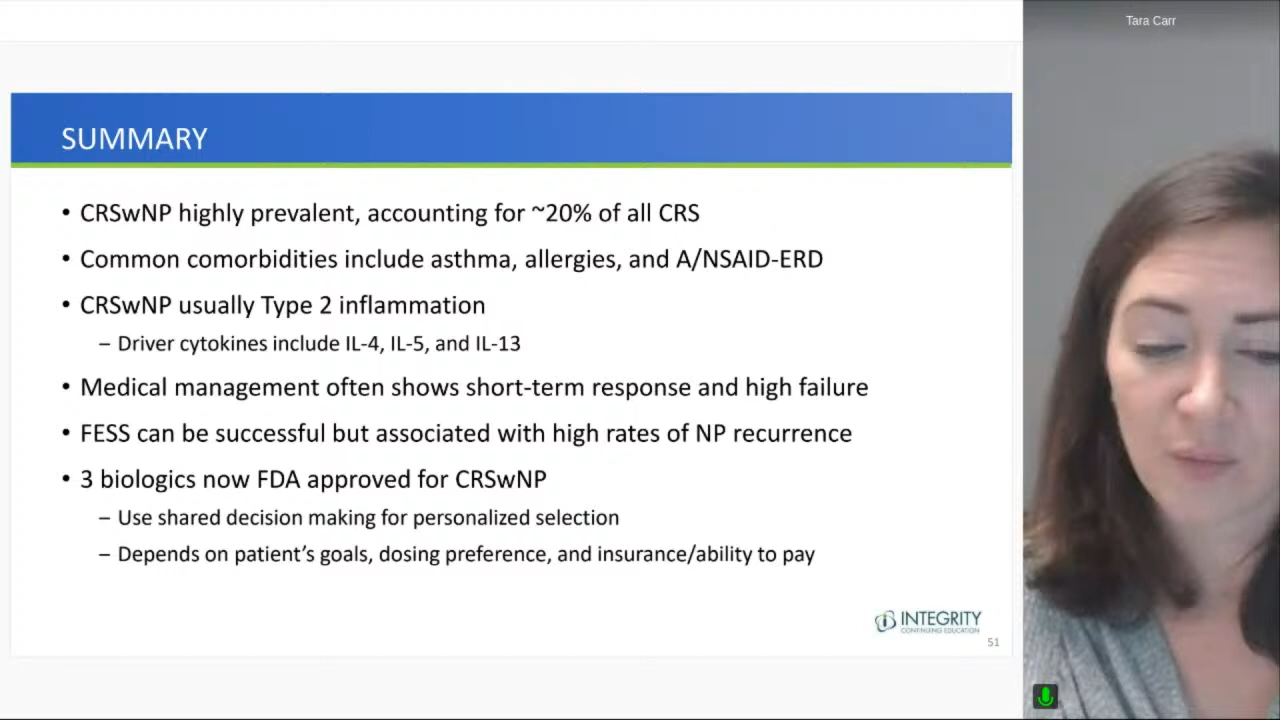 Tara Carr
SUMMARY
• CRSwNP highly prevalent, accounting for ~20% of all CRS
• Common comorbidities include asthma, allergies, and A/NSAID-ERD
• CRSwNP usually Type 2 inflammation
– Driver cytokines include IL-4, IL-5, and IL-13
• Medical management often shows short-term response and high failure
• FESS can be successful but associated with high rates of NP recurrence
• 3 biologics now FDA approved for CRSwNP
– Use shared decision making for personalized selection
– Depends on patient’s goals, dosing preference, and insurance/ability to pay
INTEGRITY
CONTINUING EDUCATION
51